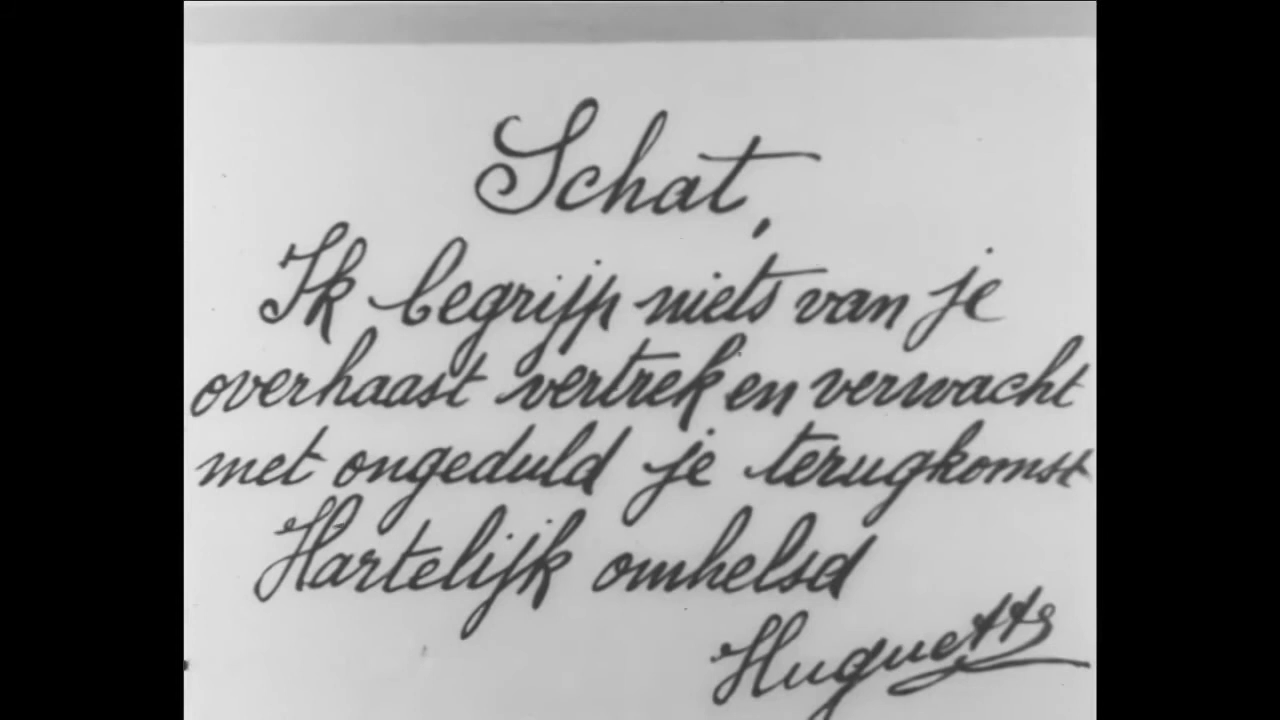 Schat,
Ik begrijp niets van je
overhaast vertrek en verwacht
met ongeduld je terugkomst
Hartelijk omhelsd
Huguette